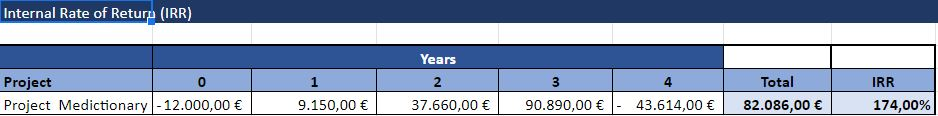 Internal Rate of Return (IRR)
Years
Project 0 1 2 3 4 Total IRR
Project Medictionary - 12.000,00 € 9.150,00 € 37.660,00 € 90.890,00 € - 43.614,00 € 82.086,00 € 174,00%